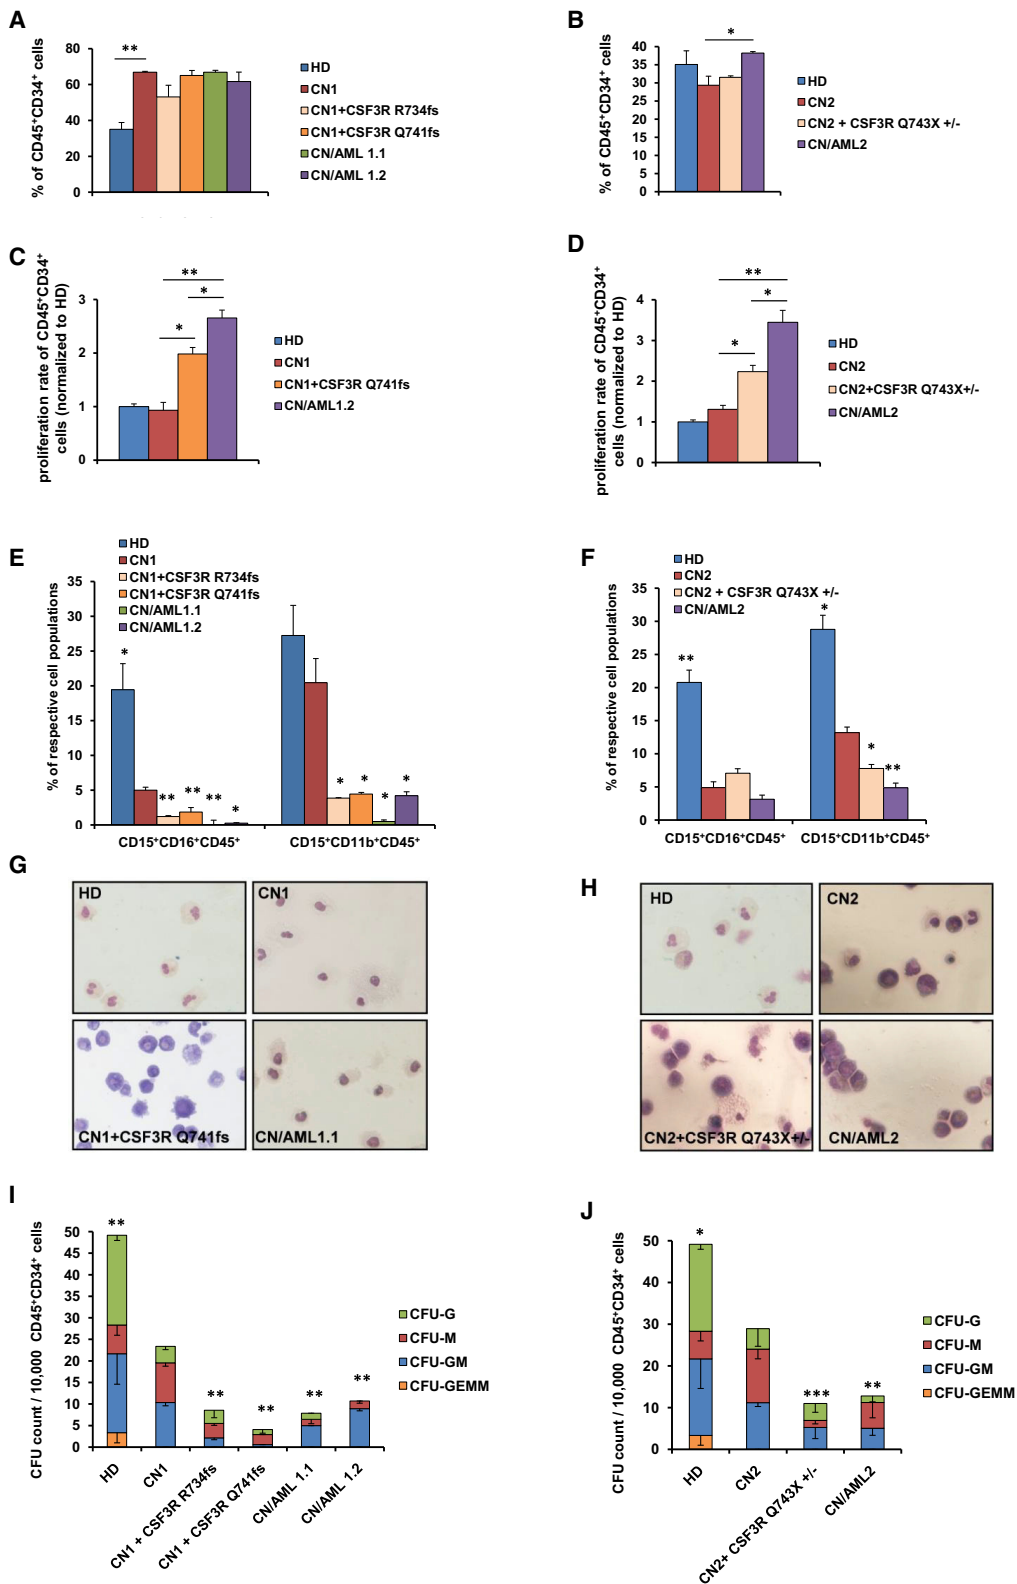 A
% of CD45⁺CD34⁺ cells
80
60
40
20
0
**
HD
CN1
CN1+CSF3R R734fs
CN1+CSF3R Q741fs
CN/AML 1.1
CN/AML 1.2
B
% of CD45⁺CD34⁺ cells
40
35
30
25
20
15
10
5
0
*
HD
CN2
CN2 + CSF3R Q743X +/-
CN/AML2
C
proliferation rate of CD45⁺CD34⁺
cells (normalized to HD)
3
2
1
0
**
*
*
HD
CN1
CN1+CSF3R Q741fs
CN/AML1.2
D
proliferation rate of CD45⁺CD34⁺
cells (normalized to HD)
4
3
2
1
0
**
*
*
HD
CN2
CN2+CSF3R Q743X+/-
CN/AML2
E
HD
CN1
CN1+CSF3R R734fs
CN1+CSF3R Q741fs
CN/AML1.1
CN/AML1.2
% of respective cell populations
35
30
25
20
15
10
5
0
*
** ** ** *
* * * *
CD15⁺CD16⁺CD45⁺
CD15⁺CD11b⁺CD45⁺
F
HD
CN2
CN2 + CSF3R Q743X +/-
CN/AML2
% of respective cell populations
35
30
25
20
15
10
5
0
**
*
*
**
CD15⁺CD16⁺CD45⁺
CD15⁺CD11b⁺CD45⁺
G
HD
CN1
CN1+CSF3R Q741fs
CN/AML1.1
H
HD
CN2
CN2+CSF3R Q743X+/-
CN/AML2
I
CFU count / 10,000 CD45⁺CD34⁺ cells
50
45
40
35
30
25
20
15
10
5
0
**
**
**
**
**
HD
CN1
CN1 + CSF3R R734fs
CN1 + CSF3R Q741fs
CN/AML 1.1
CN/AML 1.2
CFU-G
CFU-M
CFU-GM
CFU-GEMM
J
CFU count / 10,000 CD45⁺CD34⁺ cells
50
40
30
20
10
0
*
***
**
HD
CN2
CN2+ CSF3R Q743X +/-
CN/AML2
CFU-G
CFU-M
CFU-GM
CFU-GEMM